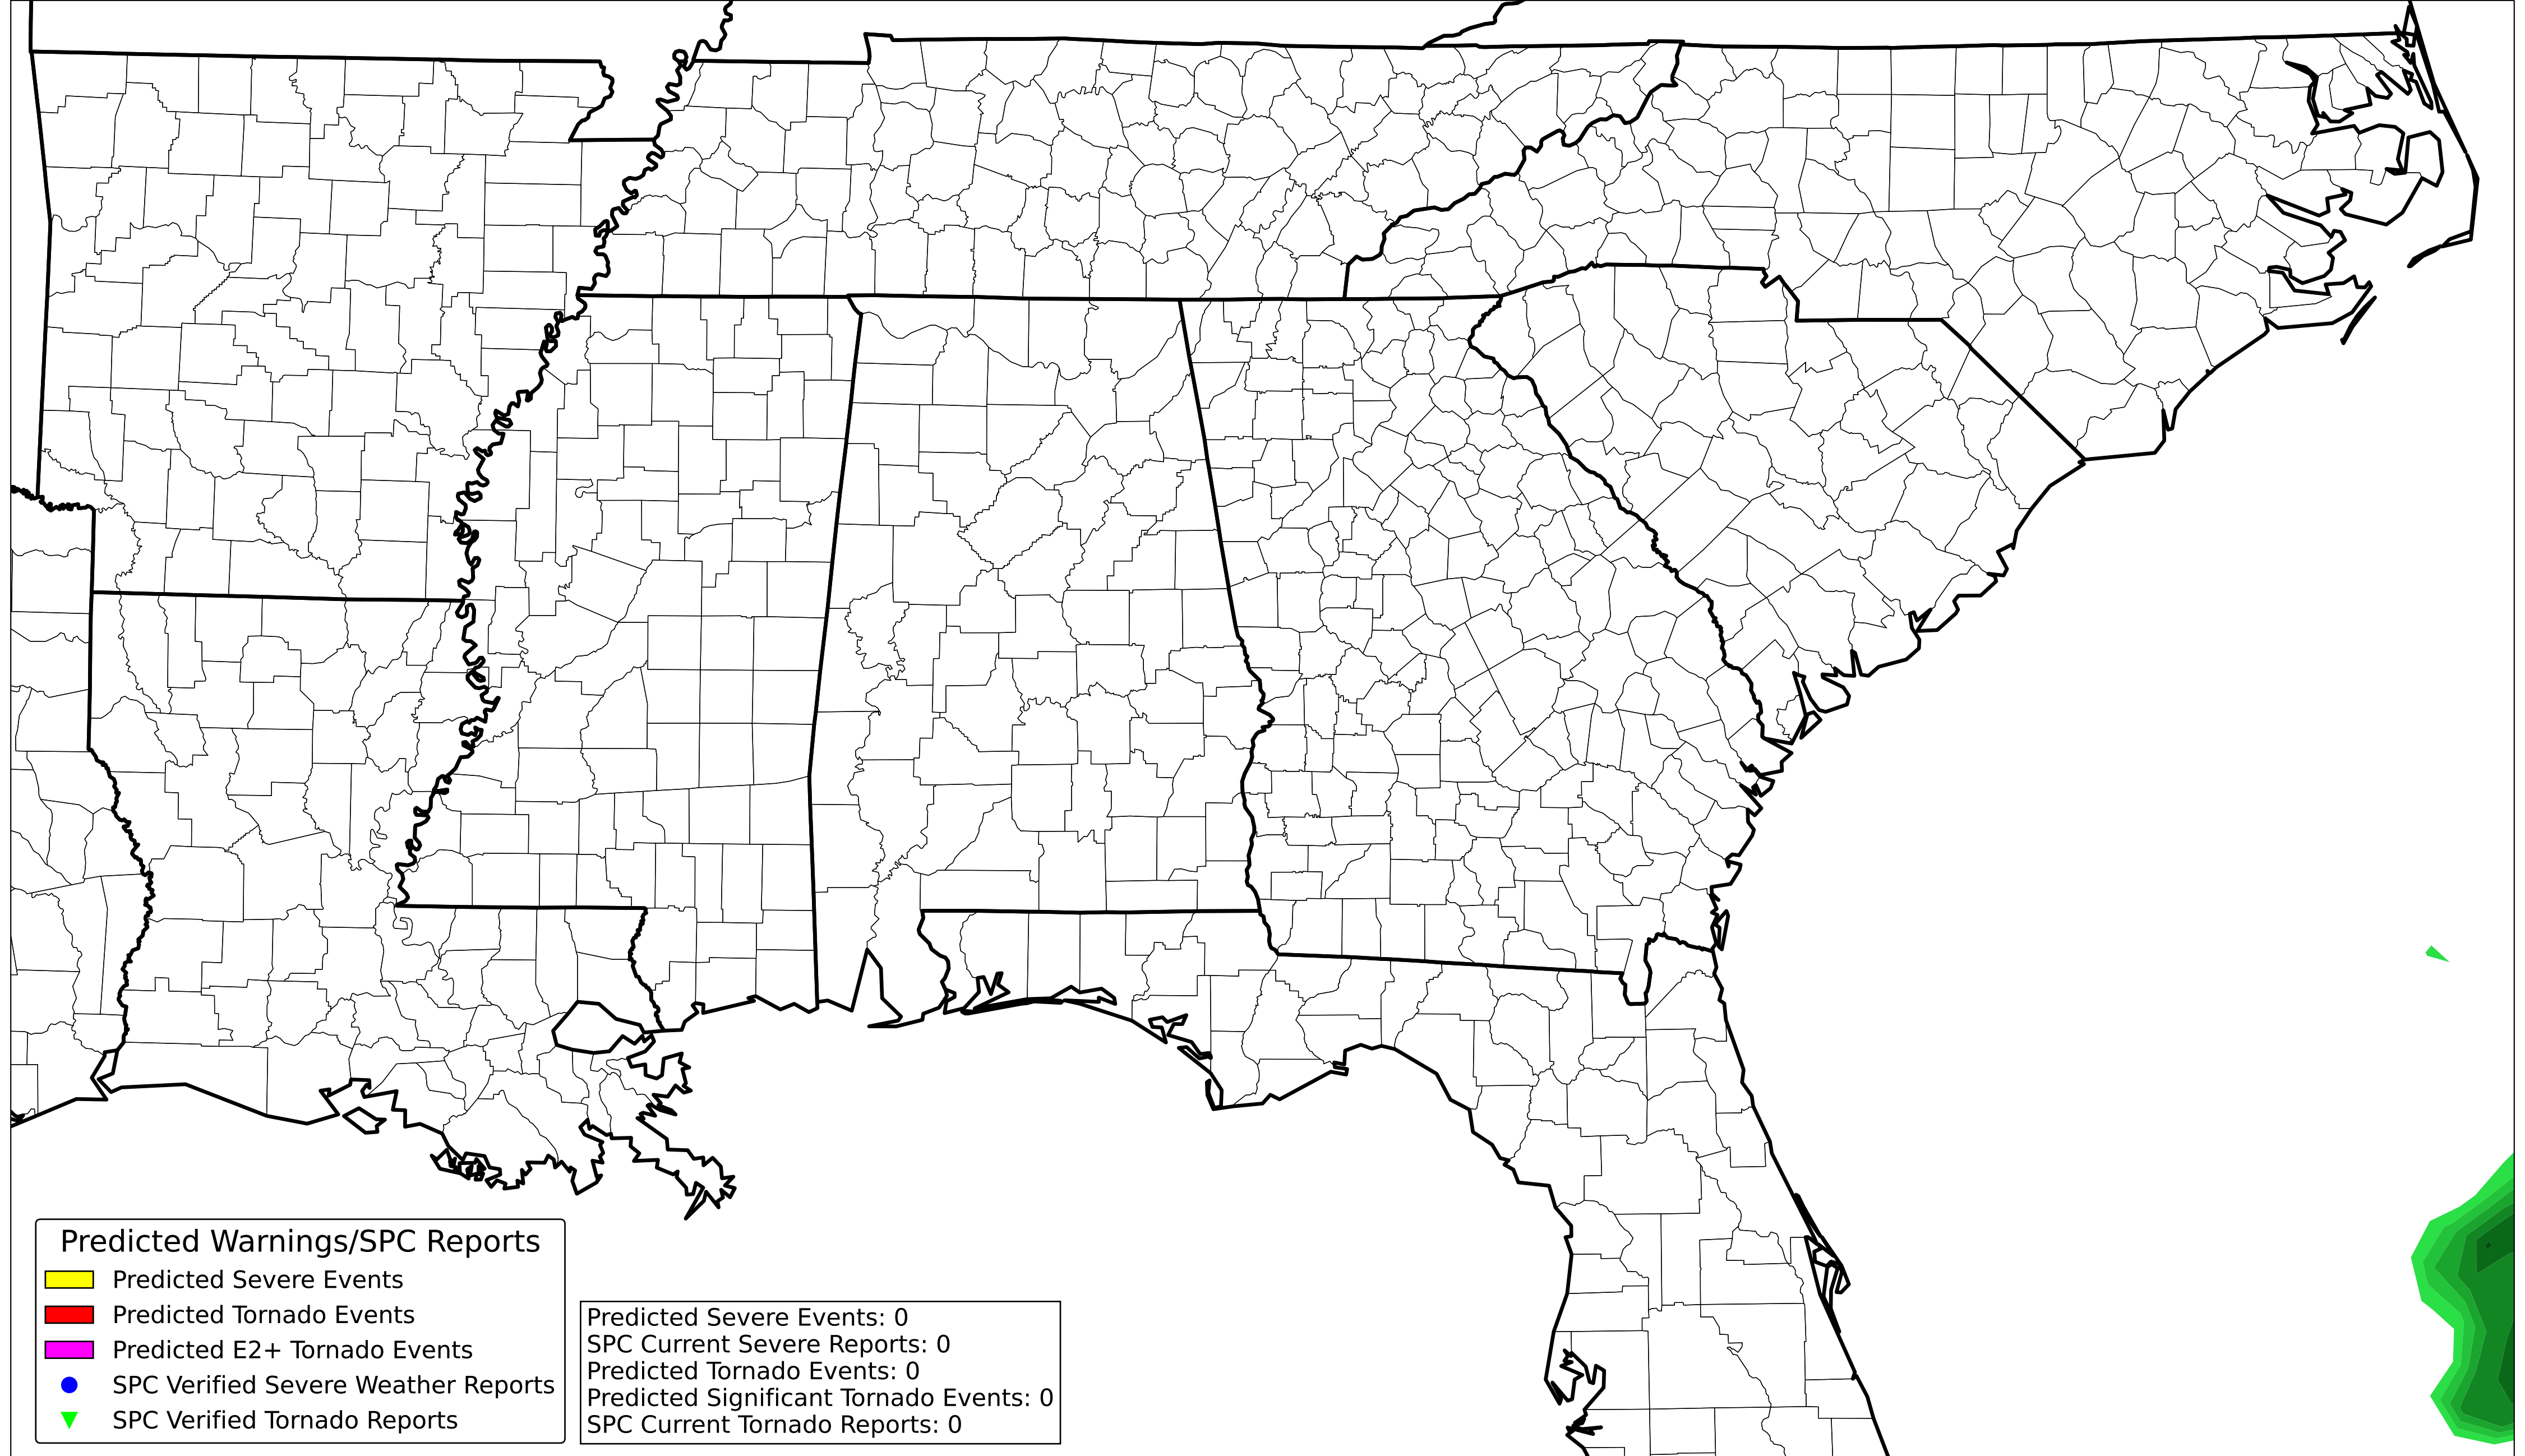 Predicted Warnings/SPC Reports
Predicted Severe Events
Predicted Tornado Events
Predicted E2+ Tornado Events
SPC Verified Severe Weather Reports
SPC Verified Tornado Reports
Predicted Severe Events: 0
SPC Current Severe Reports: 0
Predicted Tornado Events: 0
Predicted Significant Tornado Events: 0
SPC Current Tornado Reports: 0